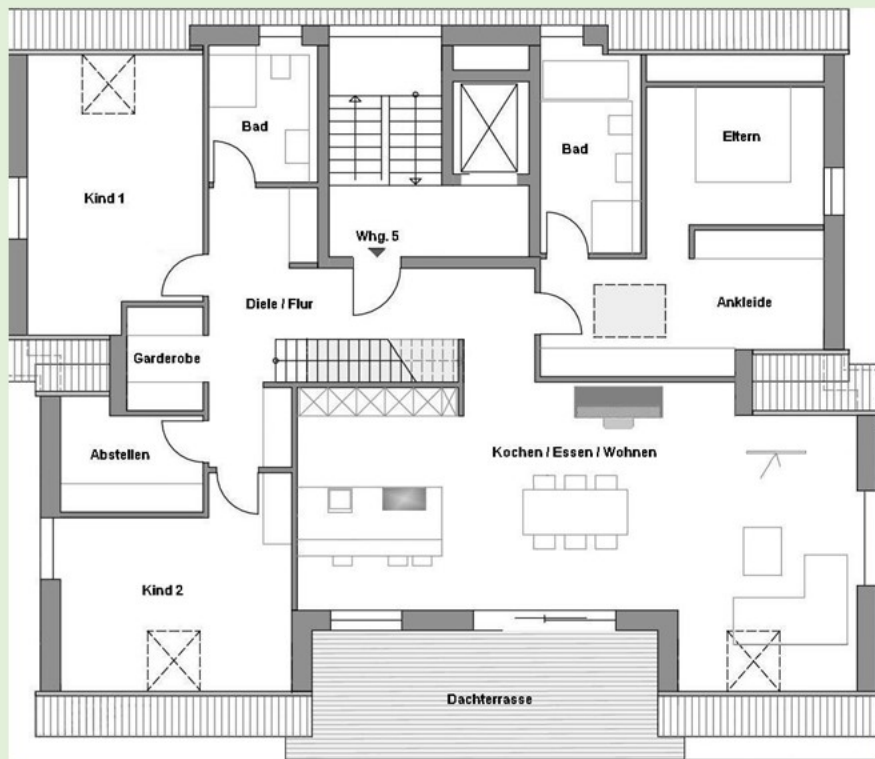 Bad
Eltern
Bad
Kind 1
Whg. 5
Diele / Flur
Ankleide
Garderobe
Abstellen
Kochen / Essen / Wohnen
Kind 2
Dachterrasse